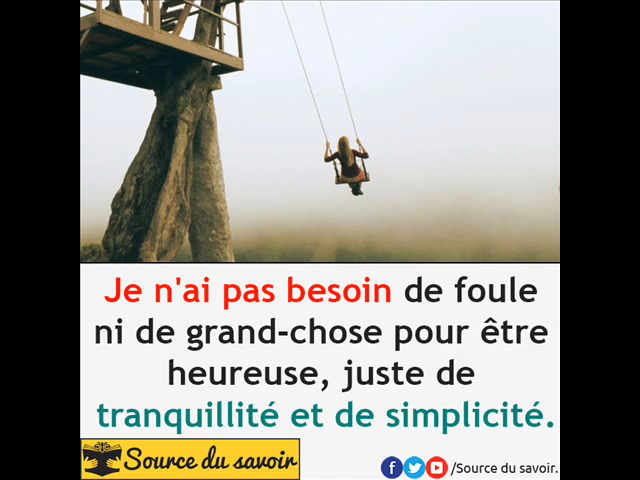 Je n'ai pas besoin de foule
ni de grand-chose pour être
heureuse, juste de
tranquillité et de simplicité.
Source du savoir
/Source du savoir.